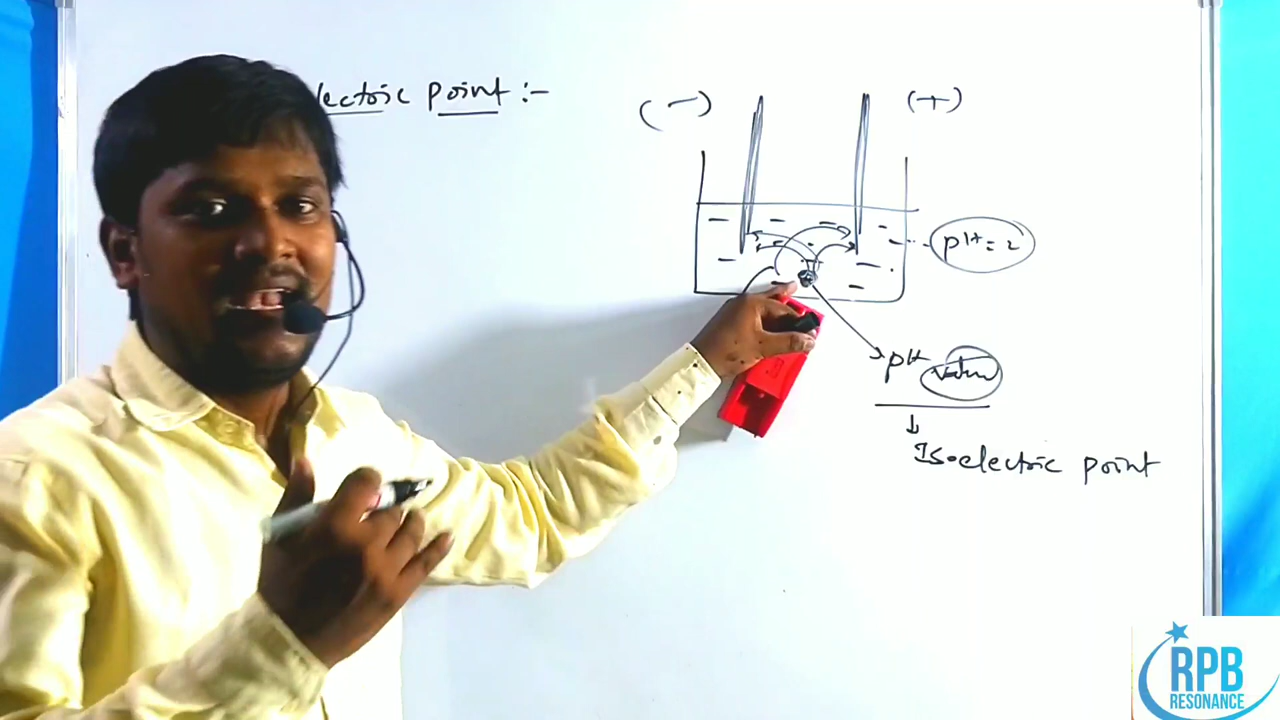 lectric point :-
(-) (+)
pH = 2
pH value
Isoelectric point
RPB
RESONANCE